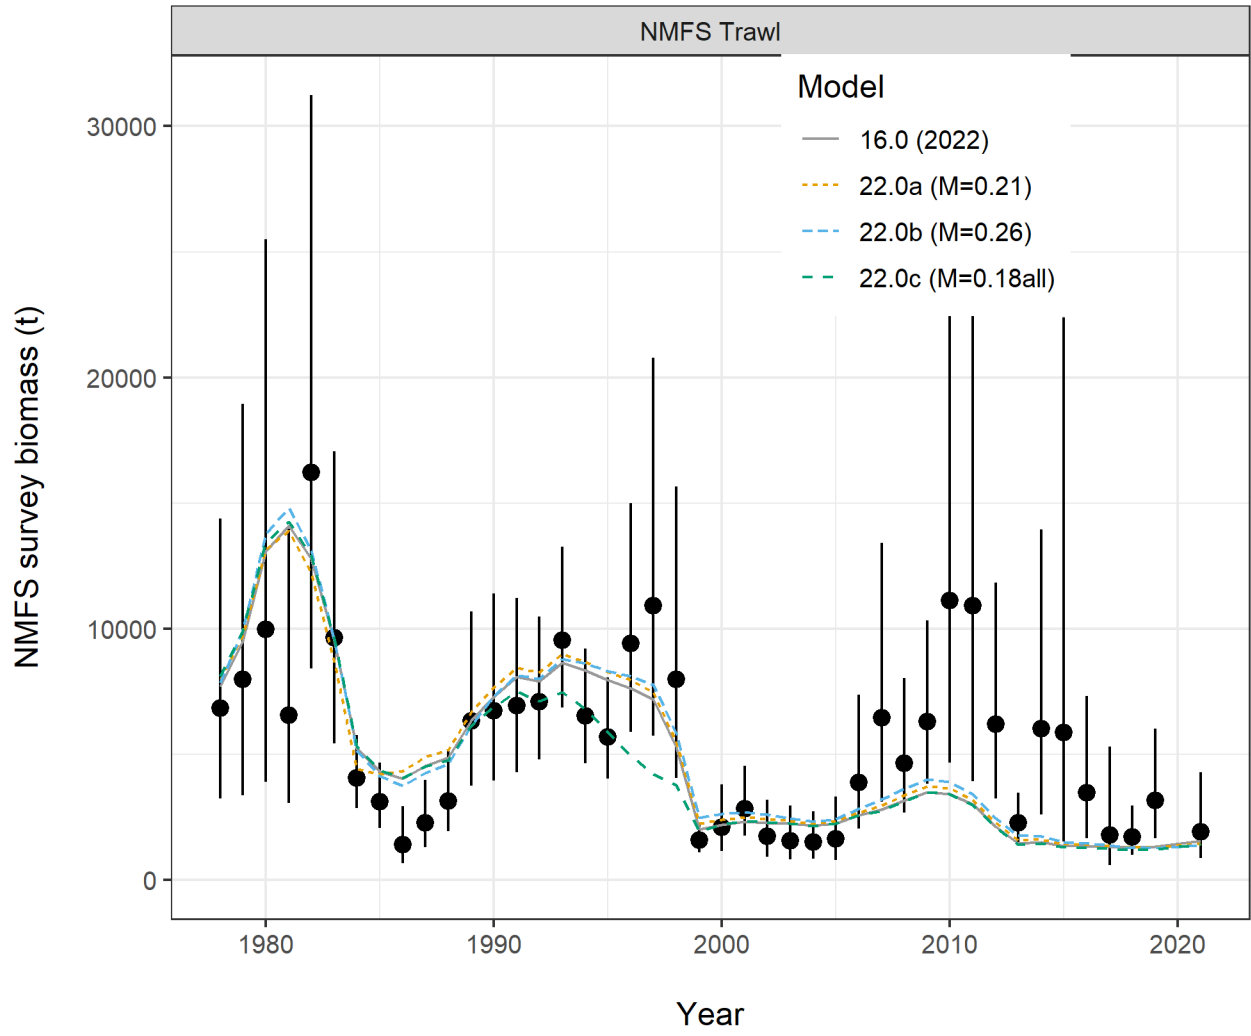 NMFS Trawl
Model
16.0 (2022)
22.0a (M=0.21)
22.0b (M=0.26)
22.0c (M=0.18all)
NMFS survey biomass (t)
30000
20000
10000
0
1980 1990 2000 2010 2020
Year